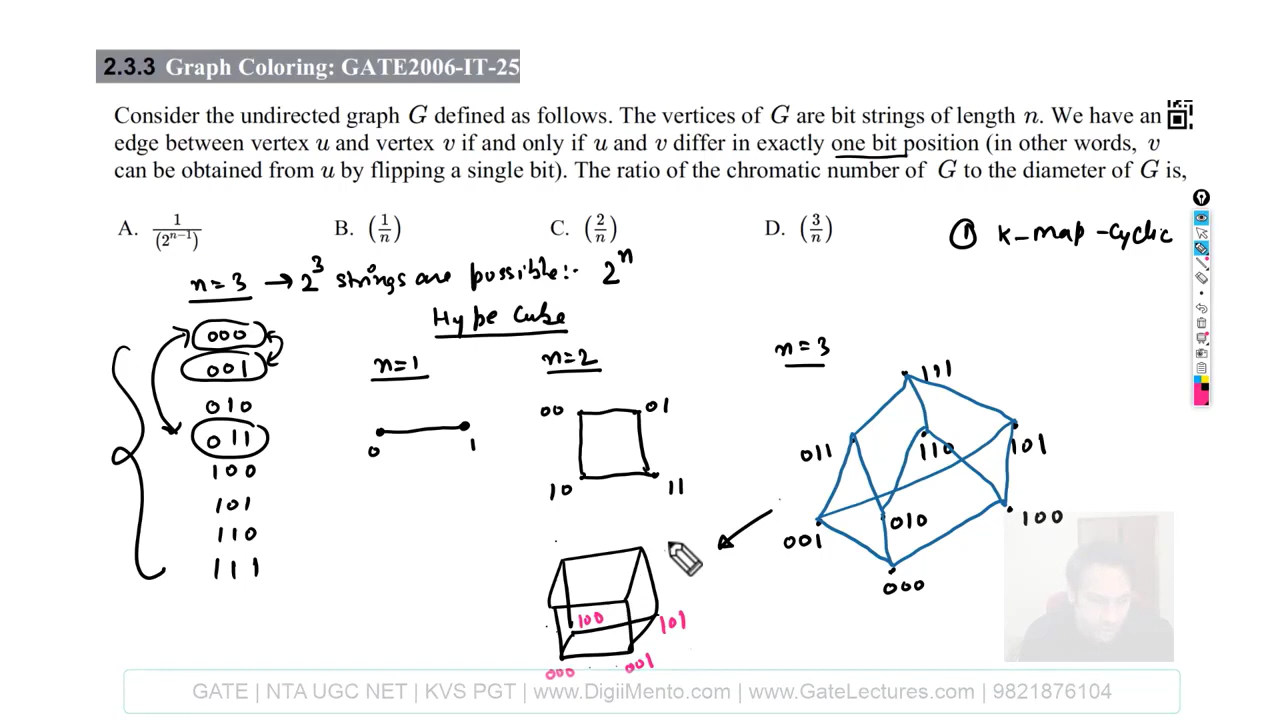 2.3.3 Graph Coloring: GATE2006-IT-25
Consider the undirected graph G defined as follows. The vertices of G are bit strings of length n. We have an
edge between vertex u and vertex v if and only if u and v differ in exactly one bit position (in other words, v
can be obtained from u by flipping a single bit). The ratio of the chromatic number of G to the diameter of G is,
A. 1/(2^{n-1}) B. (1/n) C. (2/n) D. (3/n)
① K-map-cyclic
n=3 → 2^3 strings are possible:- 2^n
Hype Cube
n=1 n=2 n=3
000
001
010
011
100
101
110
111
0 1
00 01
10 11
111
011 110 101
001 010 100
000
100 101
000 001
GATE | NTA UGC NET | KVS PGT | www.DigiiMento.com | www.GateLectures.com | 9821876104